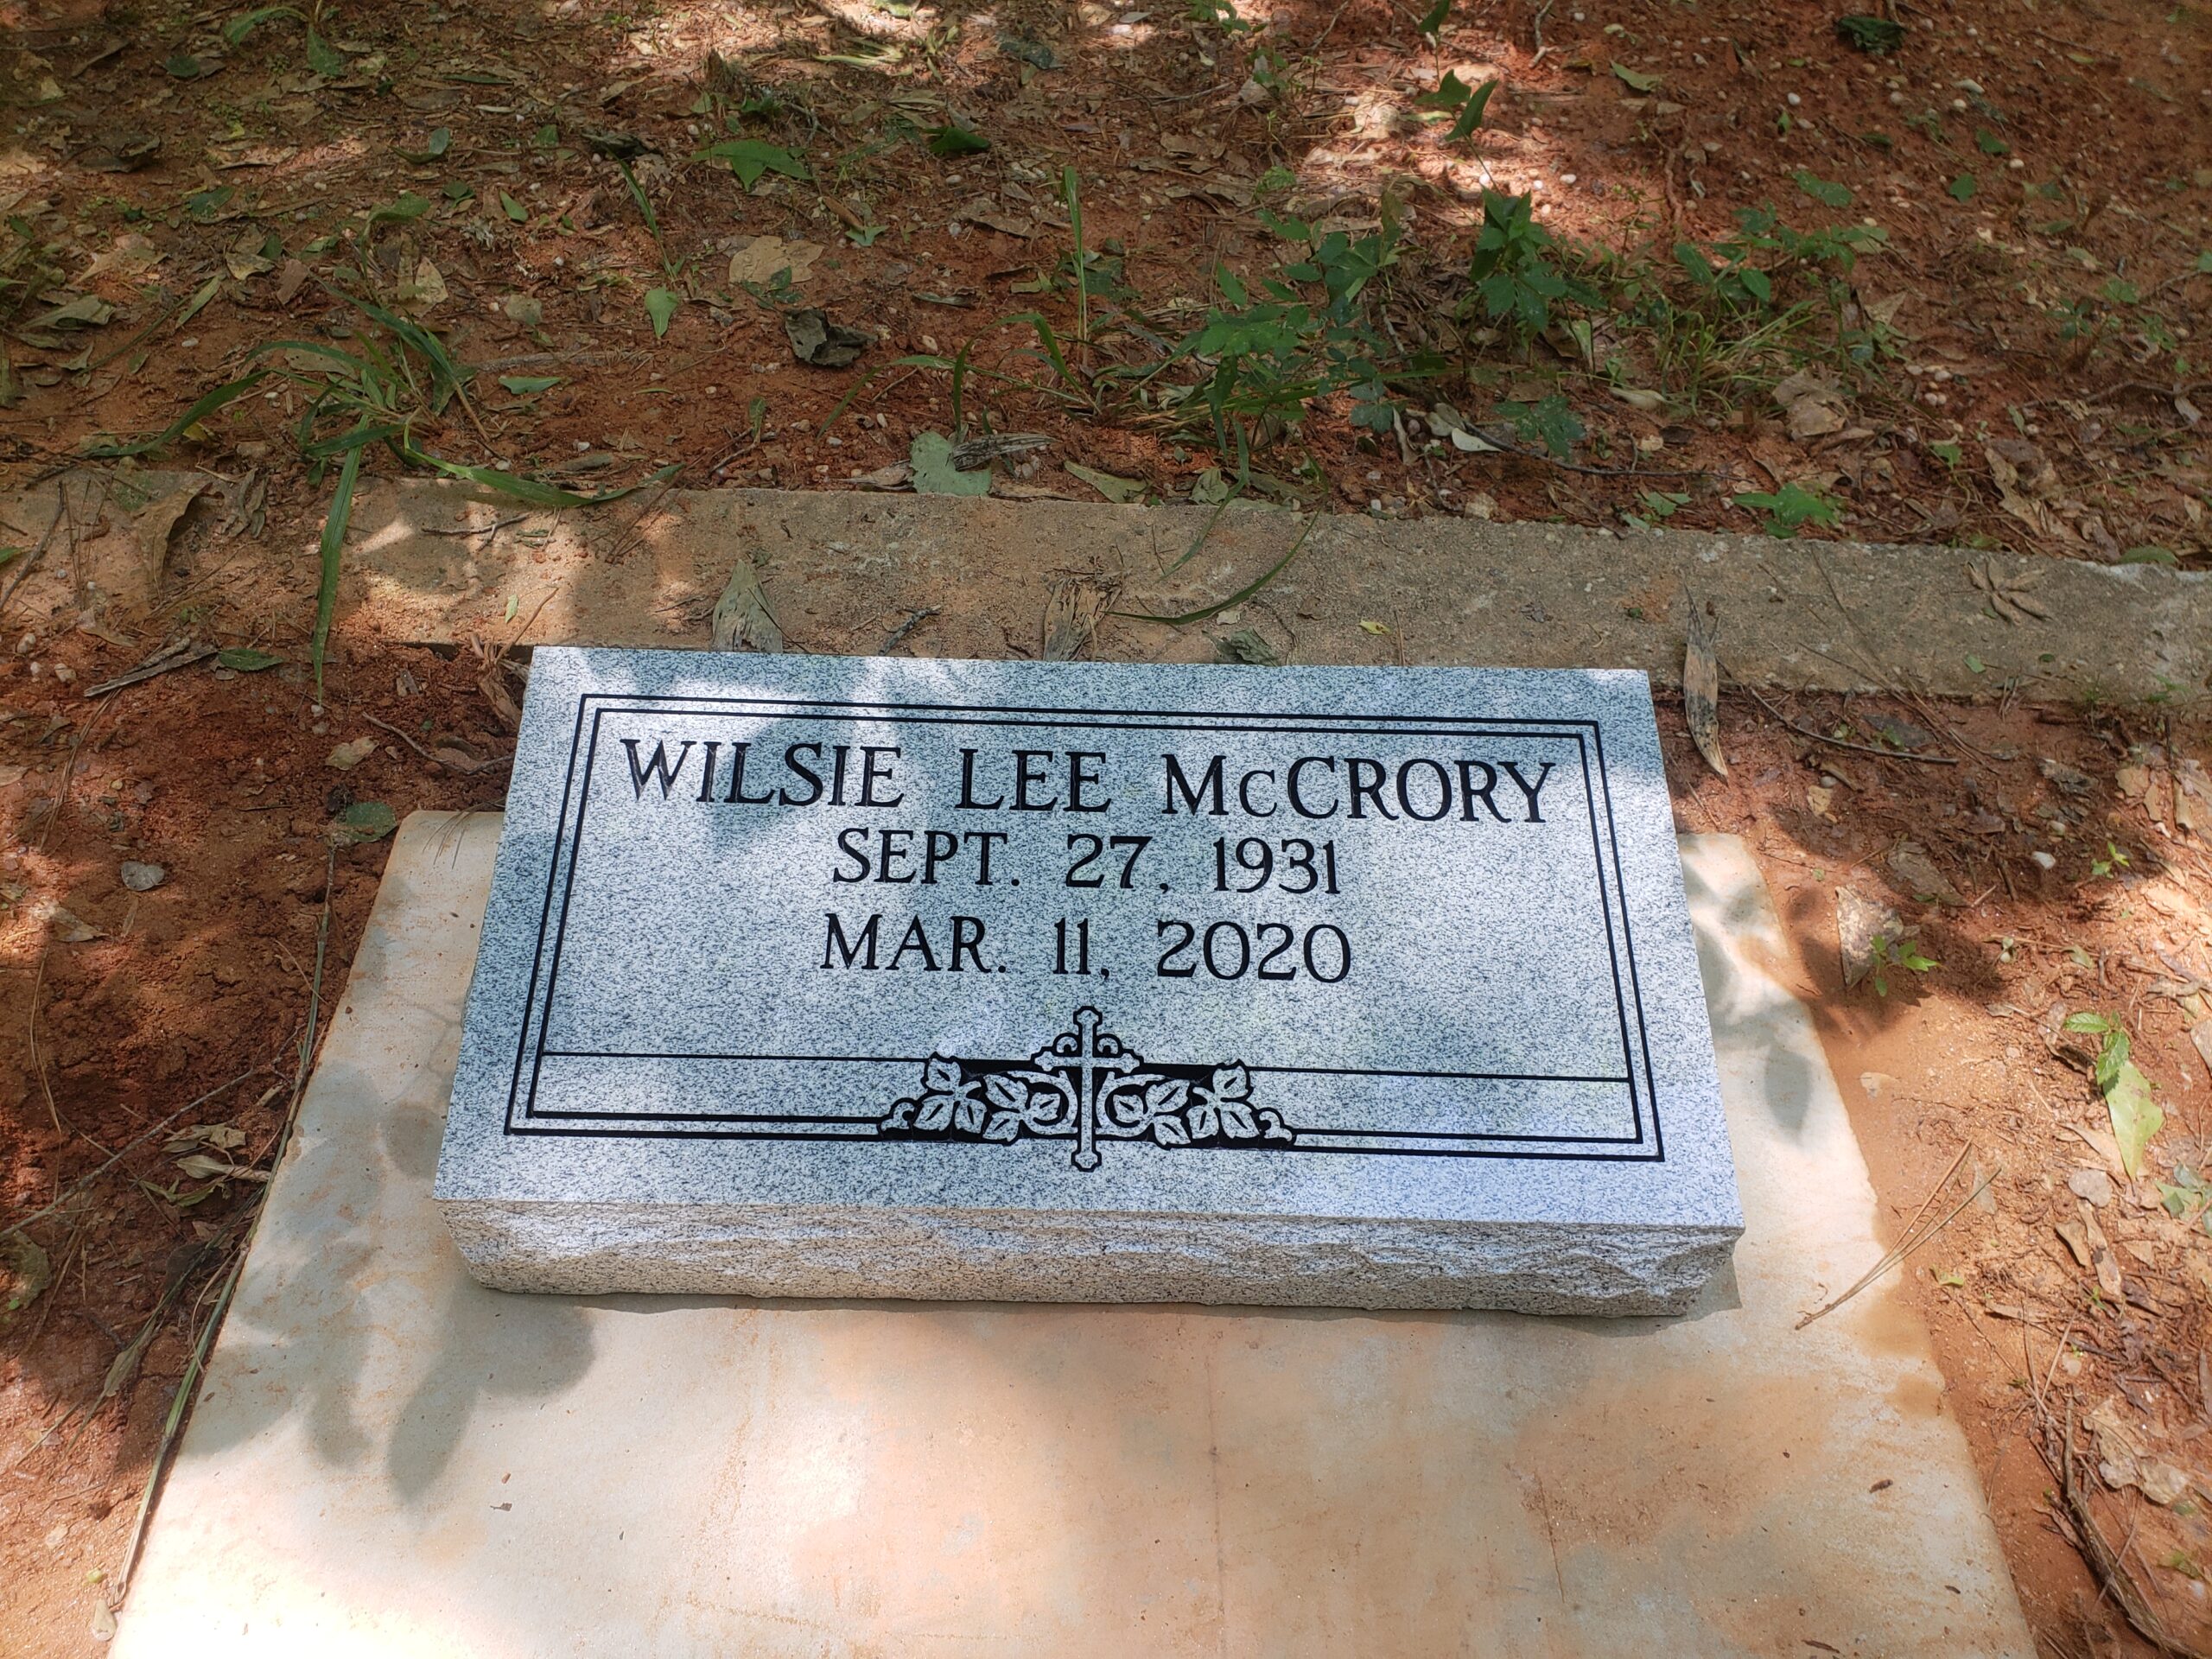 WILSIE LEE McCRORY
SEPT. 27, 1931
MAR. 11, 2020